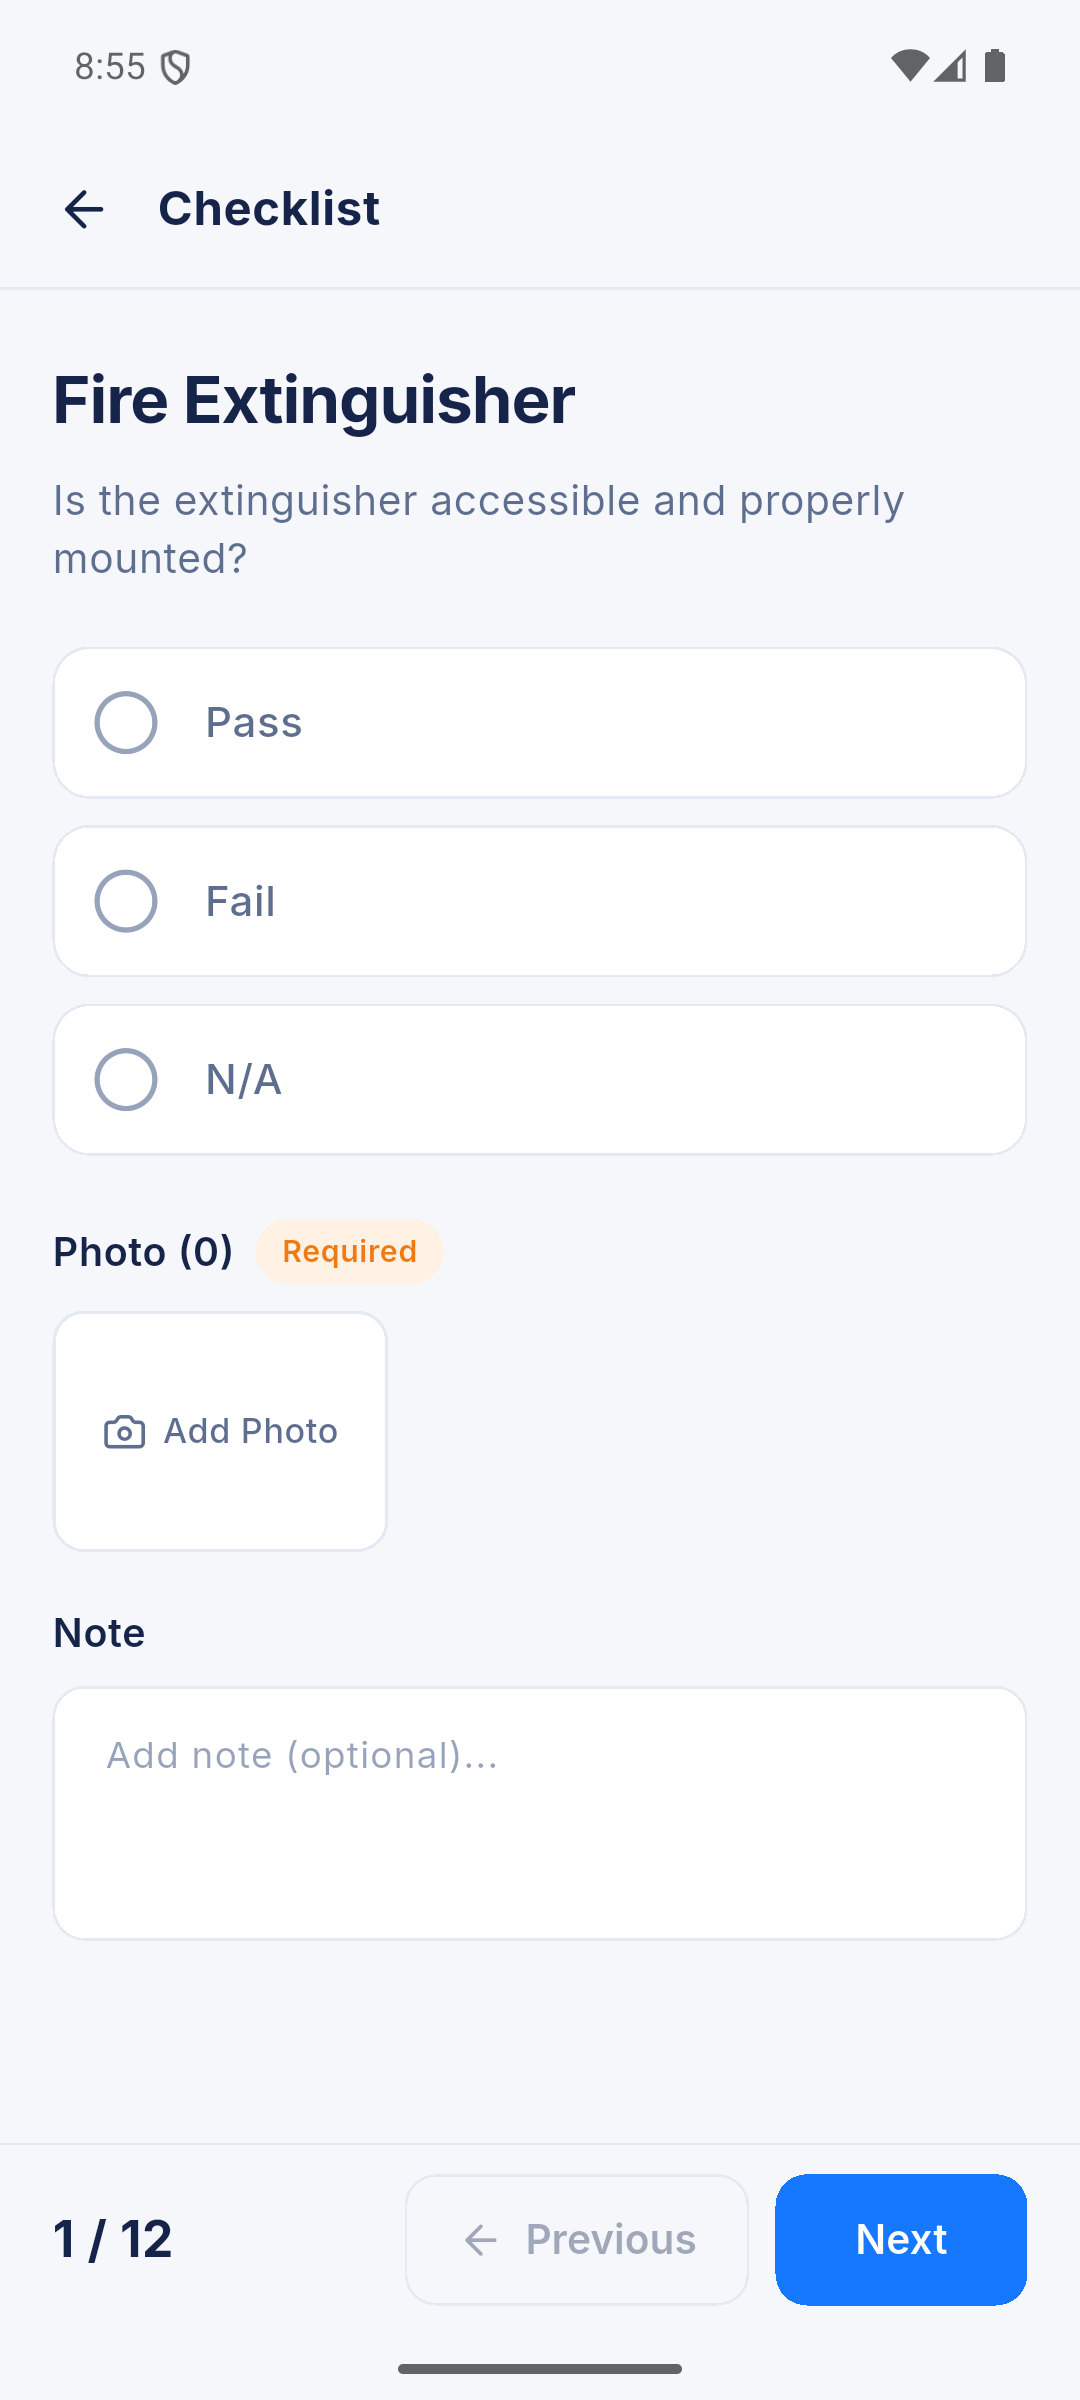 8:55
Checklist
Fire Extinguisher
Is the extinguisher accessible and properly
mounted?
Pass
Fail
N/A
Photo (0) Required
Add Photo
Note
Add note (optional)...
1 / 12 Previous Next